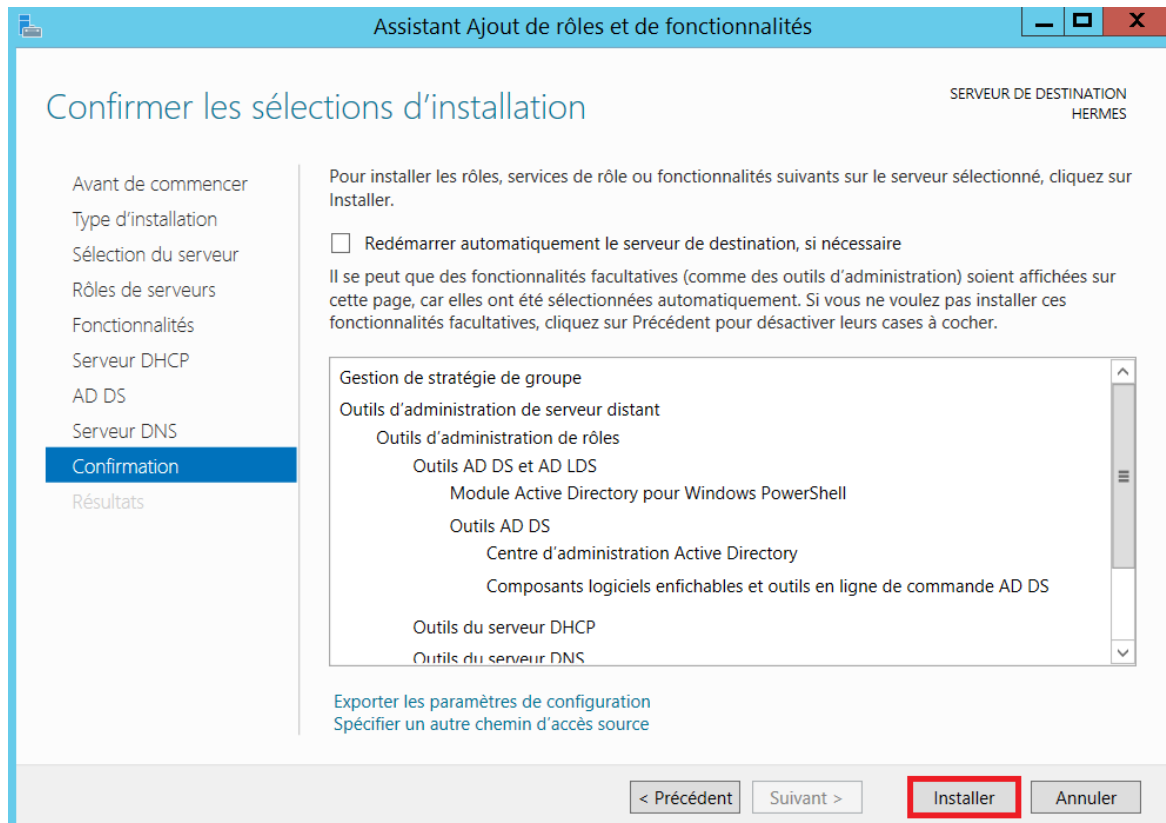 Assistant Ajout de rôles et de fonctionnalités
X
Confirmer les sélections d'installation
SERVEUR DE DESTINATION
HERMES
Avant de commencer
Type d'installation
Sélection du serveur
Rôles de serveurs
Fonctionnalités
Serveur DHCP
AD DS
Serveur DNS
Confirmation
Résultats
Pour installer les rôles, services de rôle ou fonctionnalités suivants sur le serveur sélectionné, cliquez sur
Installer.
Redémarrer automatiquement le serveur de destination, si nécessaire
Il se peut que des fonctionnalités facultatives (comme des outils d'administration) soient affichées sur
cette page, car elles ont été sélectionnées automatiquement. Si vous ne voulez pas installer ces
fonctionnalités facultatives, cliquez sur Précédent pour désactiver leurs cases à cocher.
Gestion de stratégie de groupe
Outils d'administration de serveur distant
Outils d'administration de rôles
Outils AD DS et AD LDS
Module Active Directory pour Windows PowerShell
Outils AD DS
Centre d'administration Active Directory
Composants logiciels enfichables et outils en ligne de commande AD DS
Outils du serveur DHCP
Outils du serveur DNS
Exporter les paramètres de configuration
Spécifier un autre chemin d'accès source
< Précédent
Suivant >
Installer
Annuler